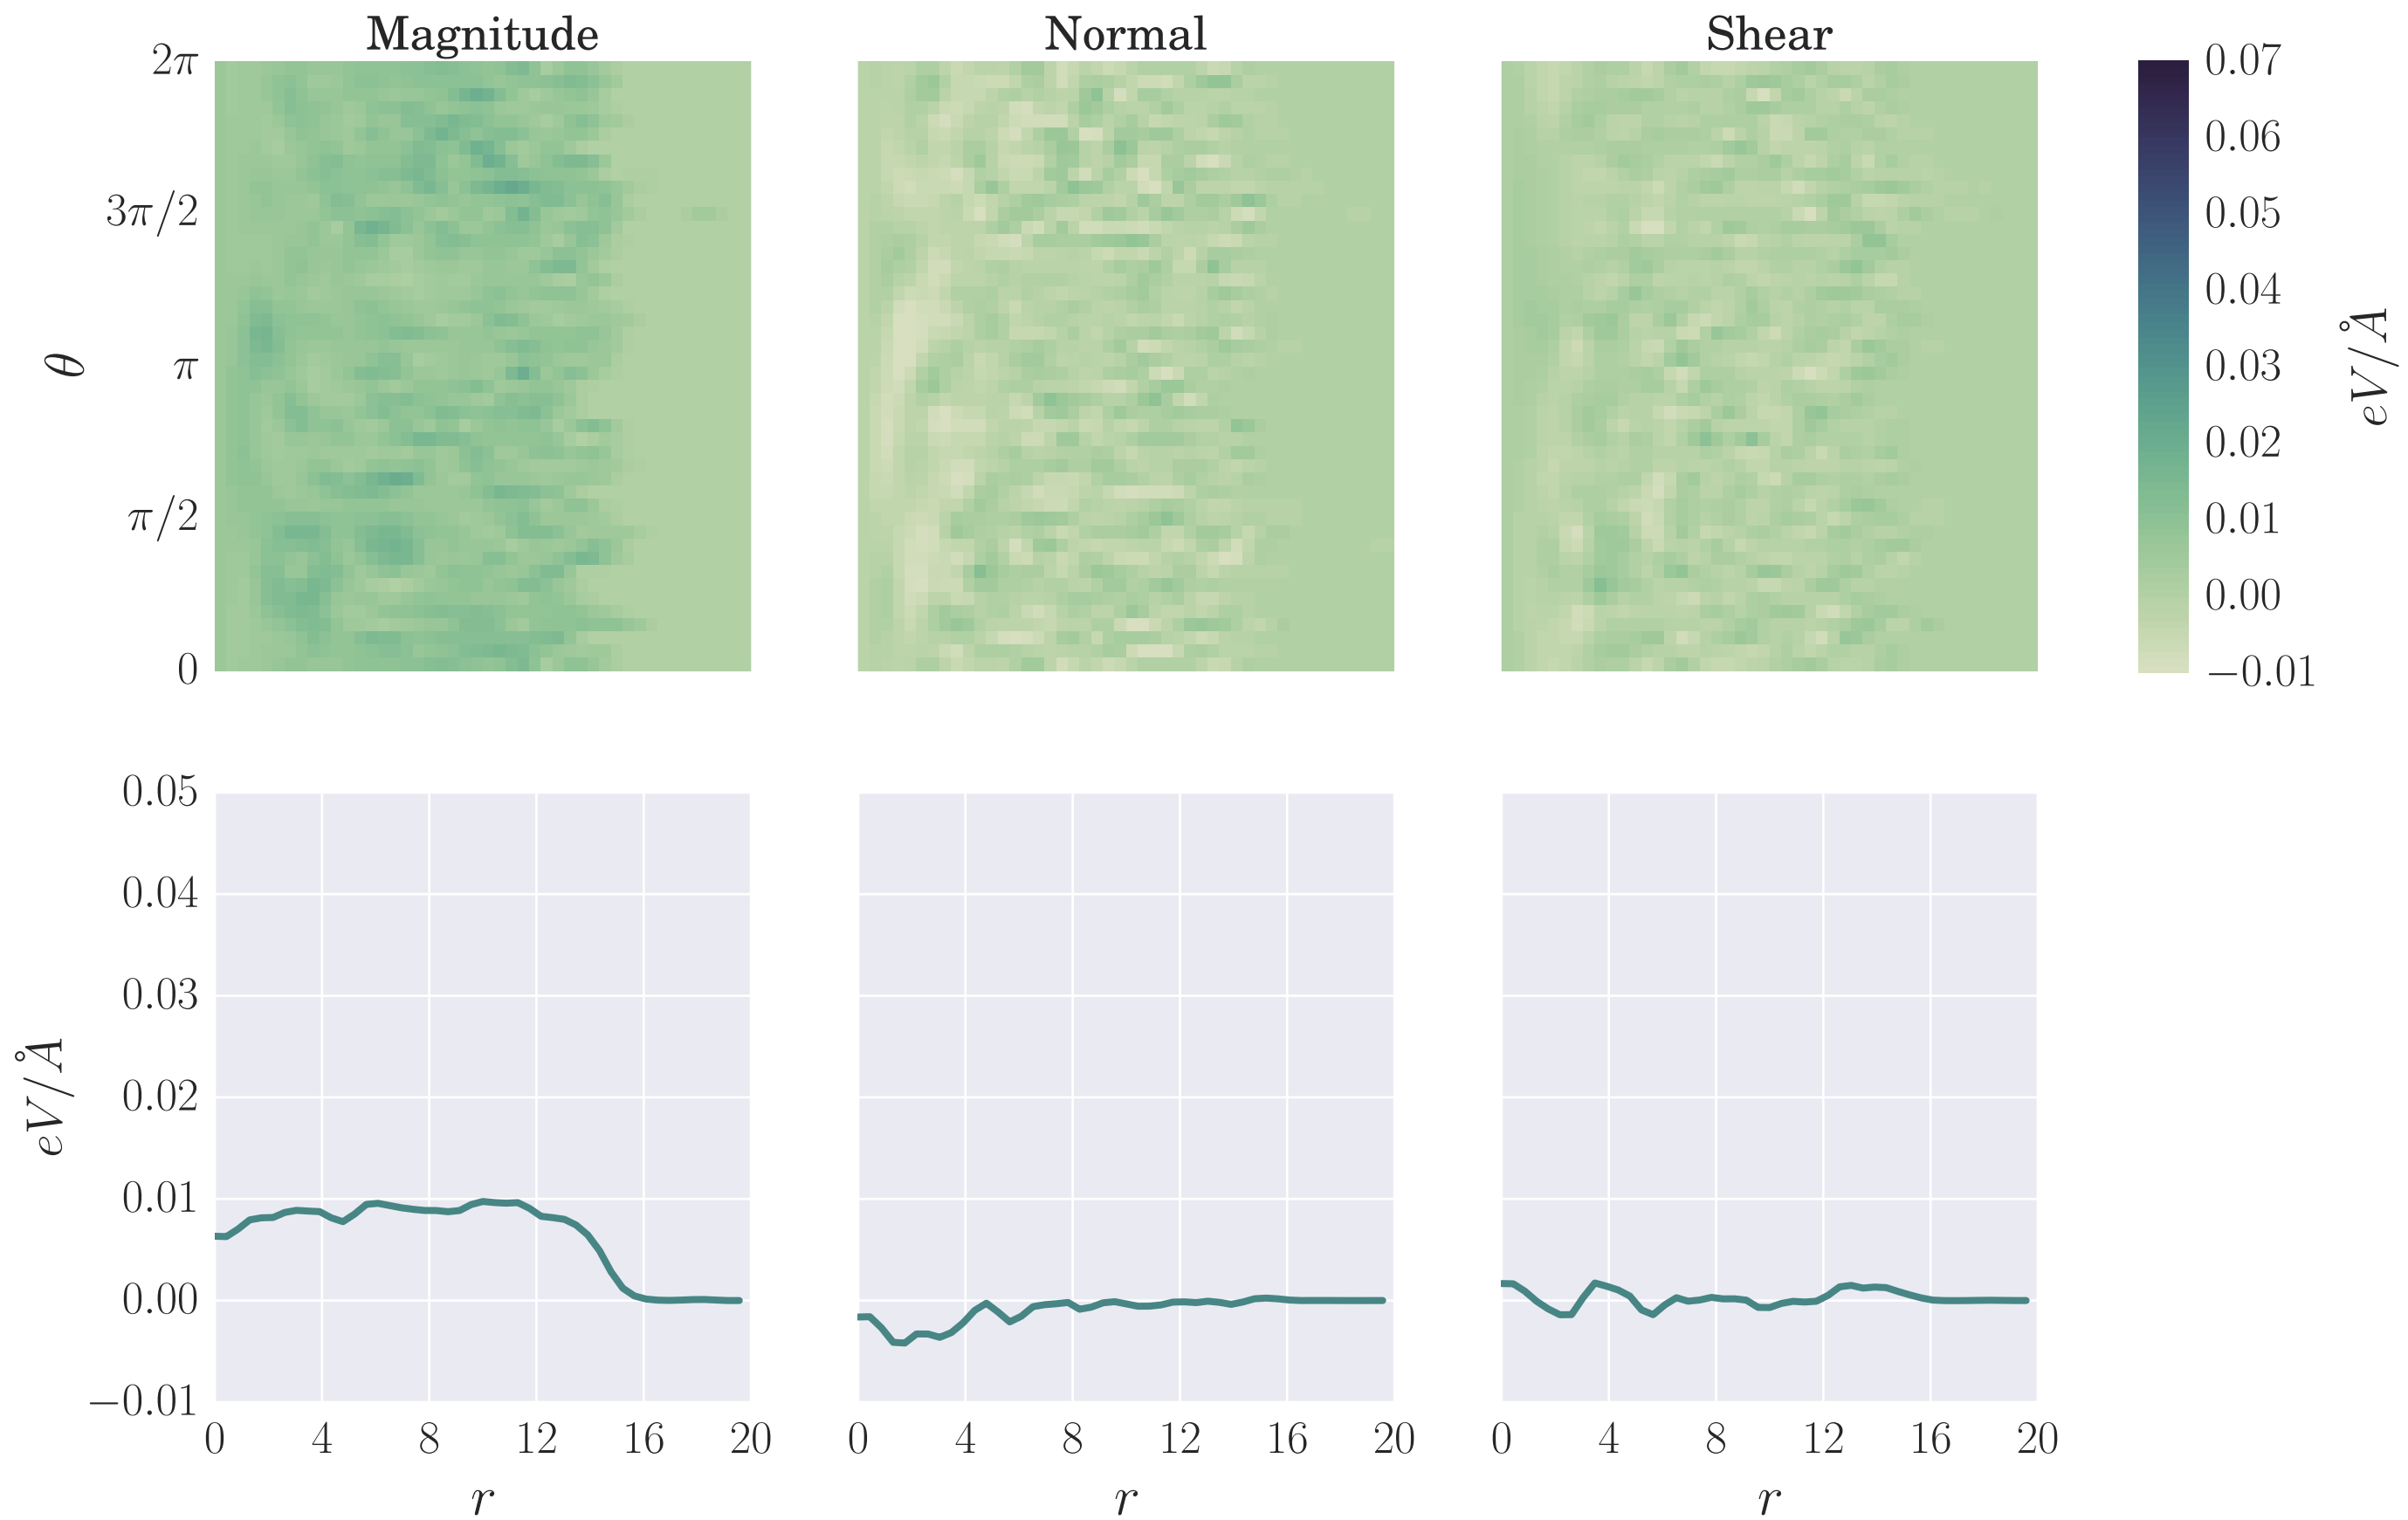 Magnitude Normal Shear
2π
3π/2
π
π/2
0
θ
0.07
0.06
0.05
0.04
0.03
0.02
0.01
0.00
−0.01
eV/Å
0.05
0.04
0.03
0.02
0.01
0.00
−0.01
eV/Å
0 4 8 12 16 20 0 4 8 12 16 20 0 4 8 12 16 20
r r r